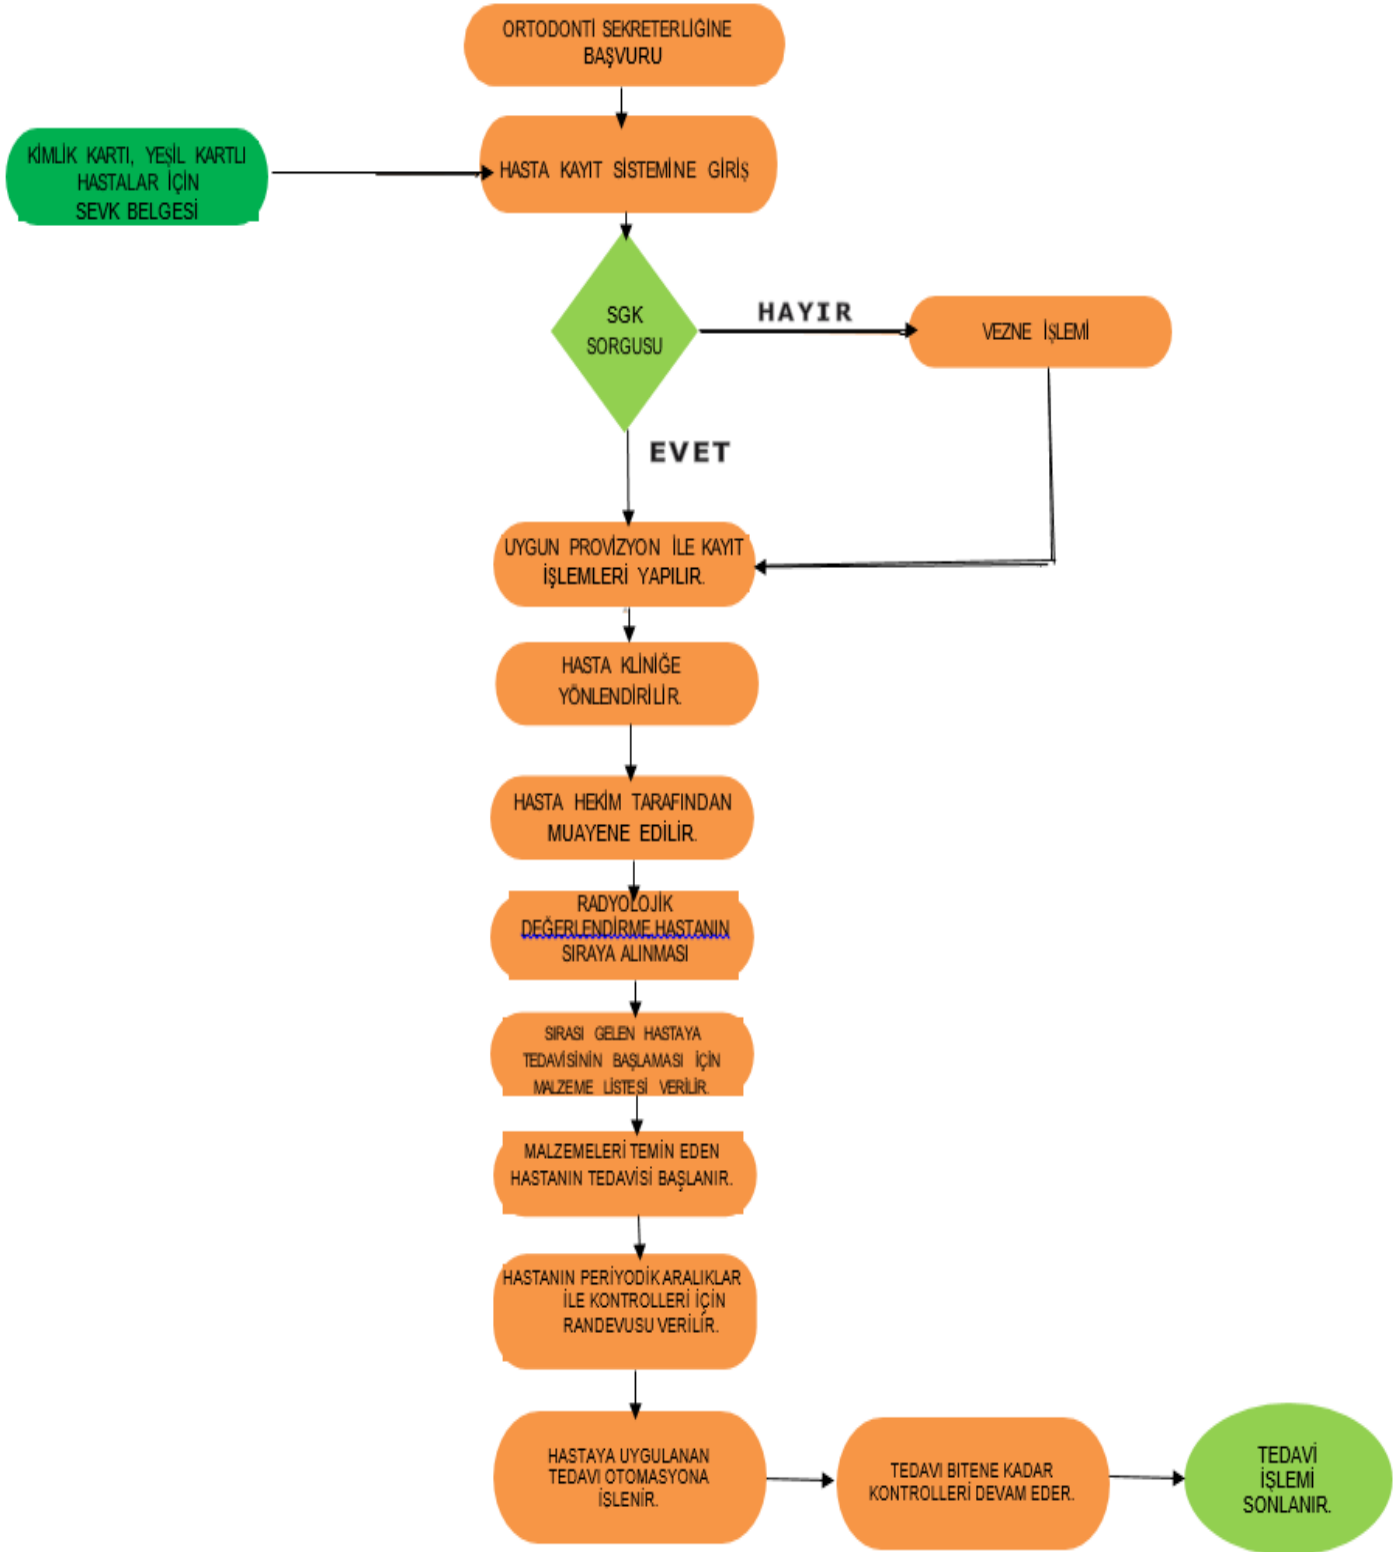 ORTODONTİ SEKRETERLİĞİNE
BAŞVURU
KİMLİK KARTI, YEŞİL KARTLI
HASTALAR İÇİN
SEVK BELGESİ
HASTA KAYIT SİSTEMİNE GİRİŞ
SGK
SORGUSU
HAYIR
VEZNE İŞLEMİ
EVET
UYGUN PROVİZYON İLE KAYIT
İŞLEMLERİ YAPILIR.
HASTA KLİNİĞE
YÖNLENDİRİLİR.
HASTA HEKİM TARAFINDAN
MUAYENE EDİLİR.
RADYOLOJİK
DEĞERLENDİRME,HASTANIN
SIRAYA ALINMASI
SIRASI GELEN HASTAYA
TEDAVİSİNİN BAŞLAMASI İÇİN
MALZEME LİSTESİ VERİLİR.
MALZEMELERİ TEMİN EDEN
HASTANIN TEDAVİSİ BAŞLANIR.
HASTANIN PERİYODİK ARALIKLAR
İLE KONTROLLERİ İÇİN
RANDEVUSU VERİLİR.
HASTAYA UYGULANAN
TEDAVI OTOMASYONA
İŞLENİR.
TEDAVI BITENE KADAR
KONTROLLERİ DEVAM EDER.
TEDAVİ
İŞLEMİ
SONLANIR.